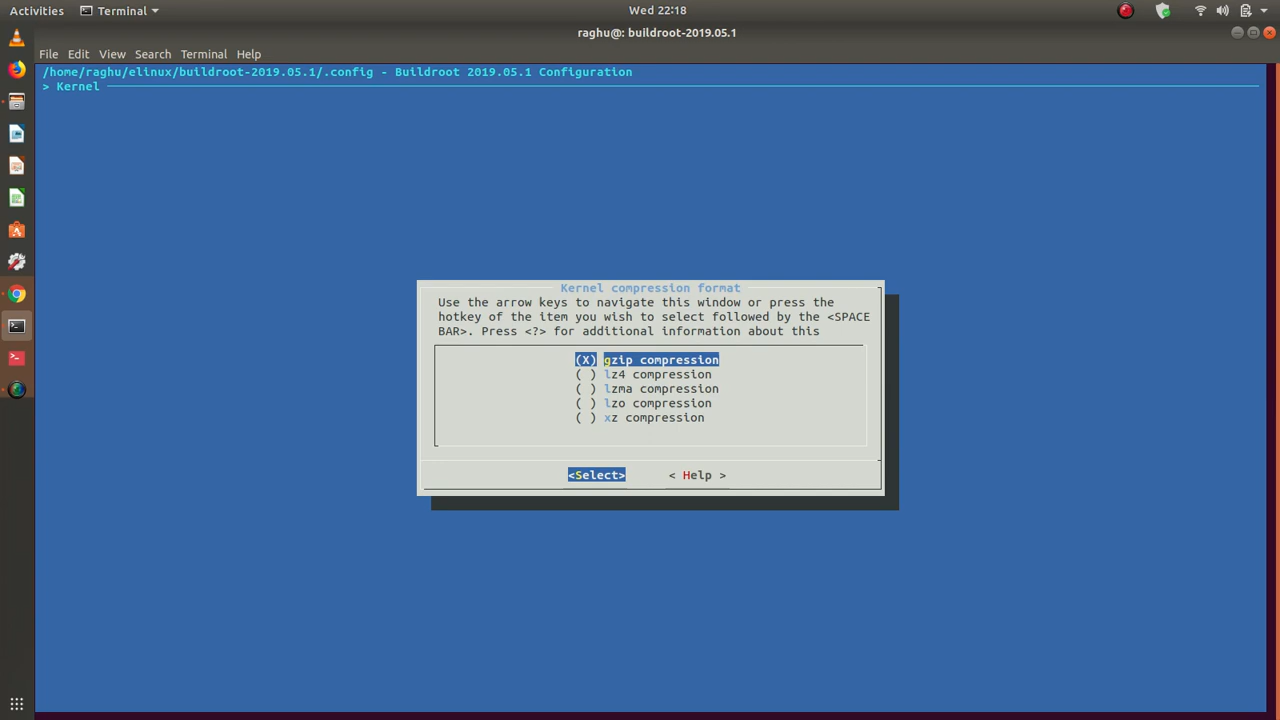 Activities Terminal Wed 22:18
raghu@: buildroot-2019.05.1
File Edit View Search Terminal Help
/home/raghu/elinux/buildroot-2019.05.1/.config - Buildroot 2019.05.1 Configuration
> Kernel
Kernel compression format
Use the arrow keys to navigate this window or press the
hotkey of the item you wish to select followed by the <SPACE
BAR>. Press <?> for additional information about this
(X) gzip compression
( ) lz4 compression
( ) lzma compression
( ) lzo compression
( ) xz compression
<Select> < Help >